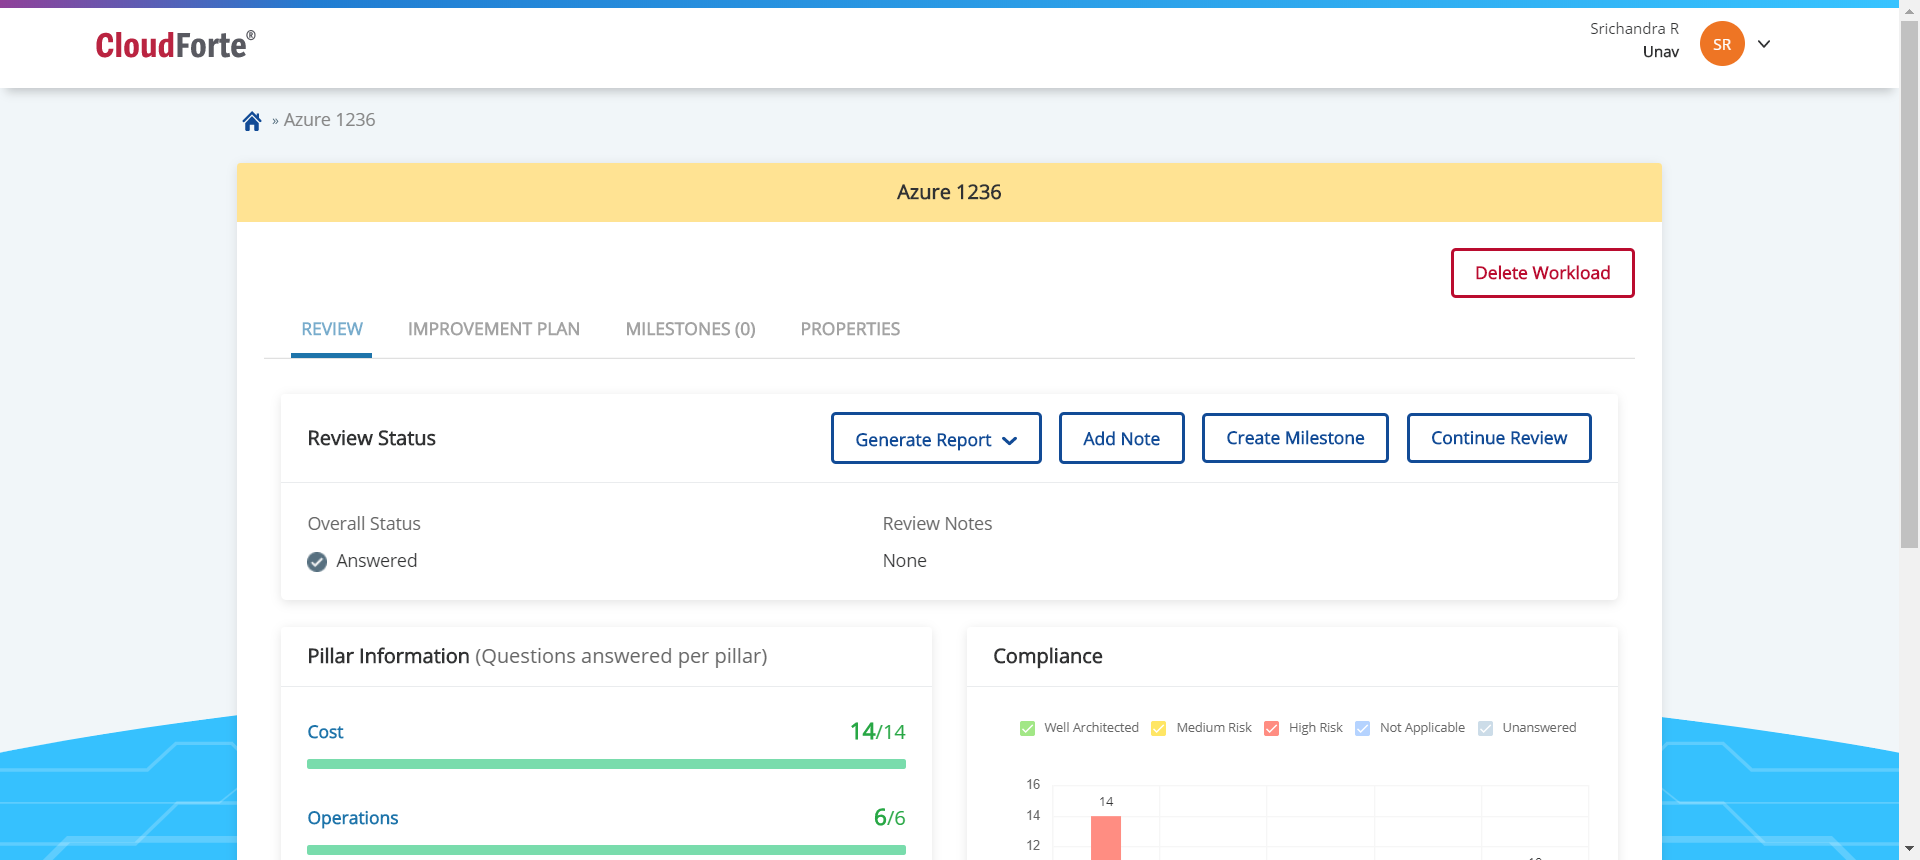 CloudForte®
Srichandra R
Unav
SR
» Azure 1236
Azure 1236
Delete Workload
REVIEW IMPROVEMENT PLAN MILESTONES (0) PROPERTIES
Review Status
Generate Report Add Note Create Milestone Continue Review
Overall Status
Answered
Review Notes
None
Pillar Information (Questions answered per pillar)
Cost 14/14
Operations 6/6
Compliance
Well Architected Medium Risk High Risk Not Applicable Unanswered
16
14
14
12